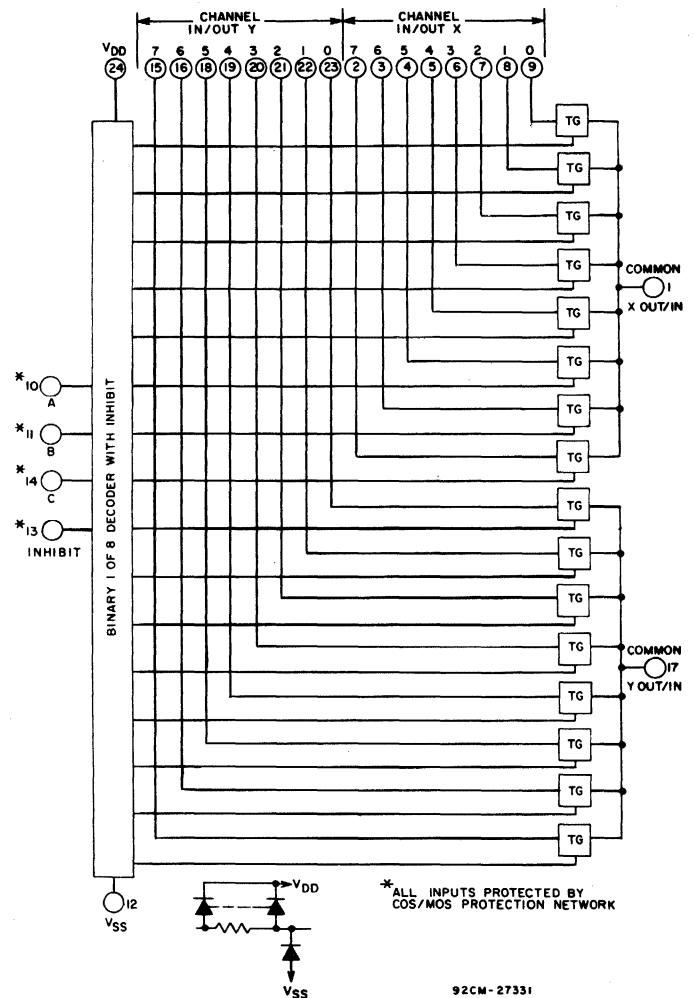 CHANNEL
IN/OUT Y
CHANNEL
IN/OUT X
VDD 7 6 5 4 3 2 1 0 7 6 5 4 3 2 1 0
24 15 16 18 19 20 21 22 23 2 3 4 5 6 7 8 9
TG
TG
TG
TG
COMMON
1
X OUT/IN
TG
TG
TG
TG
*10
A
*11
B
*14
C
*13
INHIBIT
BINARY 1 OF 8 DECODER WITH INHIBIT
TG
TG
TG
TG
COMMON
17
Y OUT/IN
TG
TG
TG
TG
12
VSS
VDD
VSS
*ALL INPUTS PROTECTED BY
COS/MOS PROTECTION NETWORK
92CM-27331